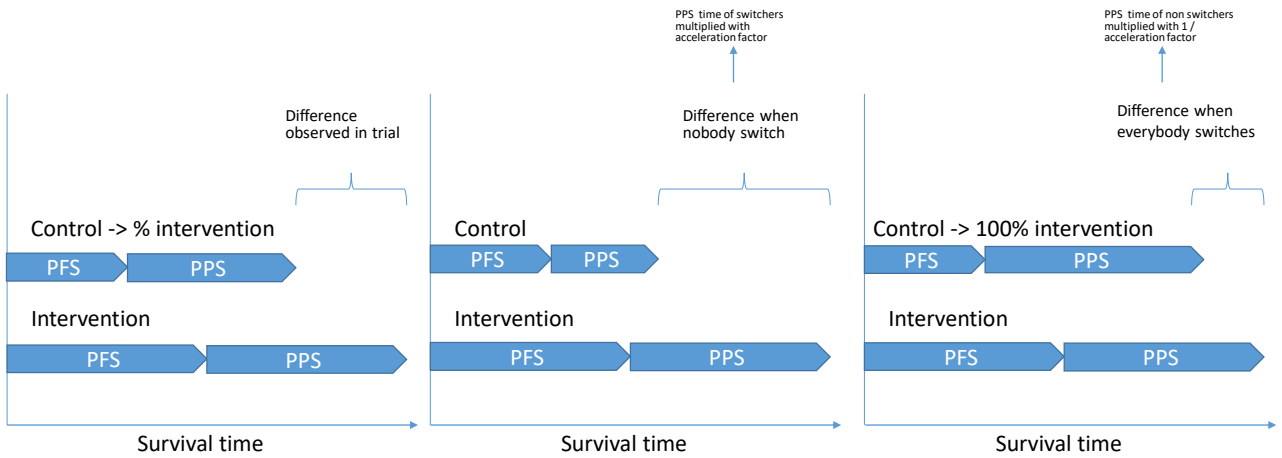 Difference
observed in trial
Control -> % intervention
PFS
PPS
Intervention
PFS
PPS
Survival time
PPS time of switchers
multiplied with
acceleration factor
Difference when
nobody switch
Control
PFS
PPS
Intervention
PFS
PPS
Survival time
PPS time of non switchers
multiplied with 1 /
acceleration factor
Difference when
everybody switches
Control -> 100% intervention
PFS
PPS
Intervention
PFS
PPS
Survival time